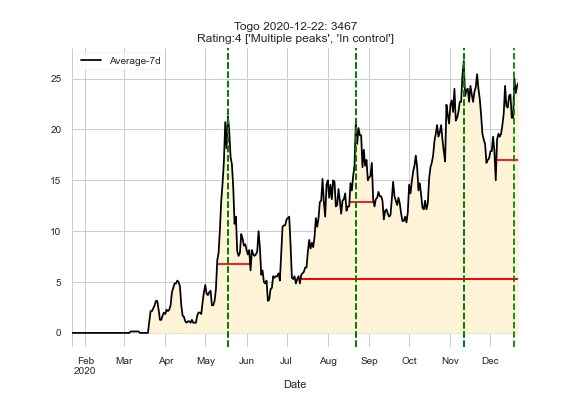 Togo 2020-12-22: 3467
Rating:4 ['Multiple peaks', 'In control']
Average-7d
25
20
15
10
5
0
Feb Mar Apr May Jun Jul Aug Sep Oct Nov Dec
2020
Date